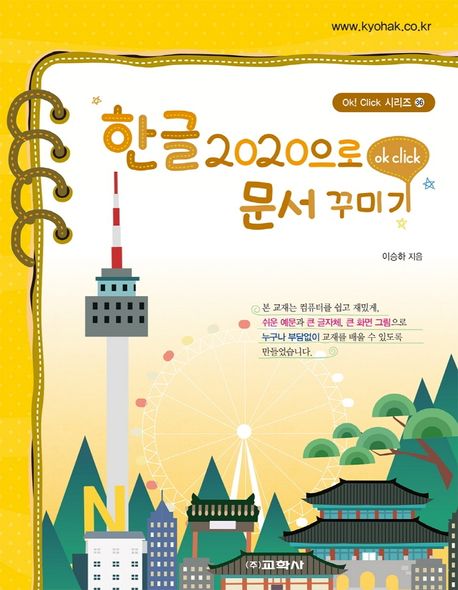 www.kyohak.co.kr
Ok! Click 시리즈 36
한글 2020으로
ok click
문서 꾸미기
이승하 지음
본 교재는 컴퓨터를 쉽고 재밌게,
쉬운 예문과 큰 글자체, 큰 화면 그림으로
누구나 부담없이 교재를 배울 수 있도록
만들었습니다.
N
(주)교학사